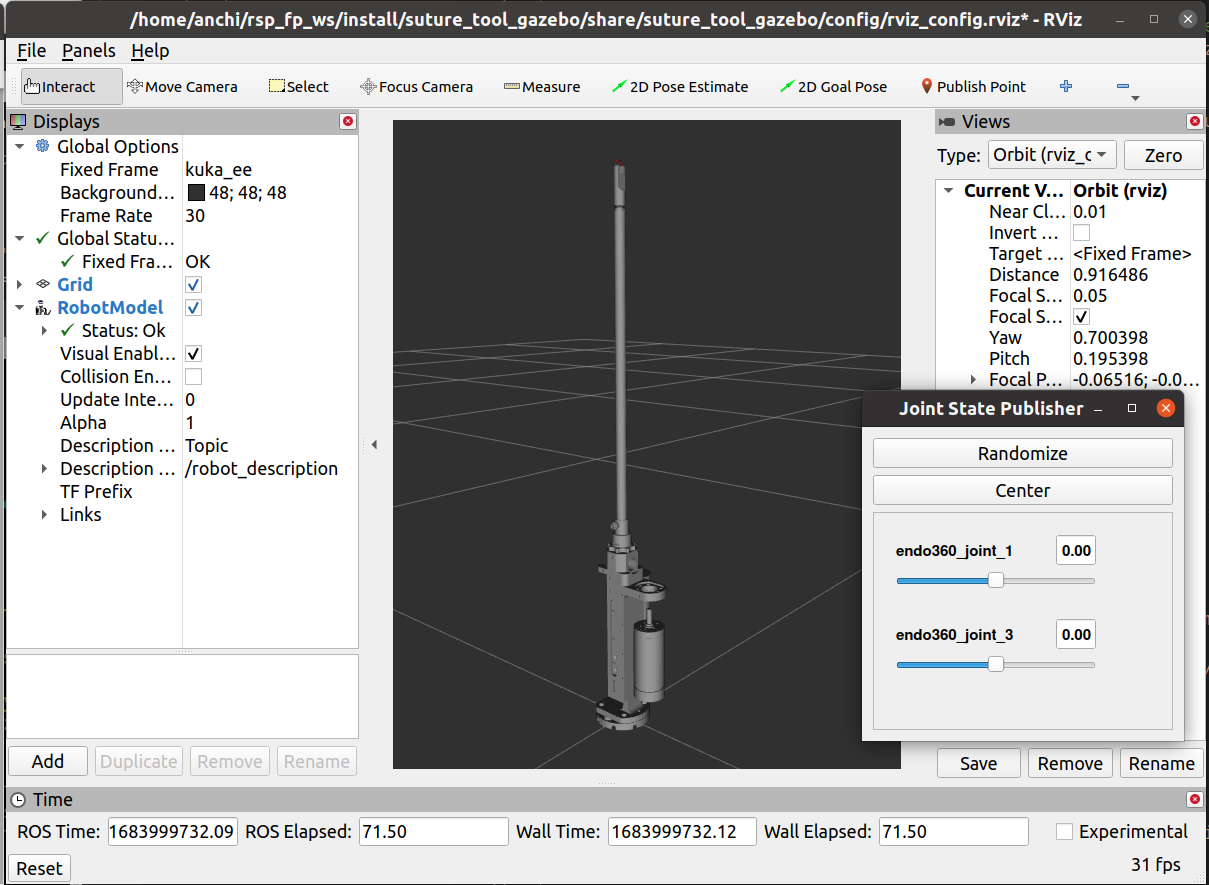 /home/anchi/rsp_fp_ws/install/suture_tool_gazebo/share/suture_tool_gazebo/config/rviz_config.rviz* - RViz
File Panels Help
Interact Move Camera Select Focus Camera Measure 2D Pose Estimate 2D Goal Pose Publish Point
Displays
Global Options
Fixed Frame kuka_ee
Background... 48; 48; 48
Frame Rate 30
Global Statu...
Fixed Fra... OK
Grid
RobotModel
Status: Ok
Visual Enabl...
Collision En...
Update Inte... 0
Alpha 1
Description ... Topic
Description ... /robot_description
TF Prefix
Links
Add Duplicate Remove Rename
Views
Type: Orbit (rviz_c Zero
Current V... Orbit (rviz)
Near Cl... 0.01
Invert ...
Target ... <Fixed Frame>
Distance 0.916486
Focal S... 0.05
Focal S...
Yaw 0.700398
Pitch 0.195398
Focal P... -0.06516; -0.0...
Joint State Publisher
Randomize
Center
endo360_joint_1 0.00
endo360_joint_3 0.00
Save Remove Rename
Time
ROS Time: 1683999732.09 ROS Elapsed: 71.50 Wall Time: 1683999732.12 Wall Elapsed: 71.50 Experimental
Reset 31 fps